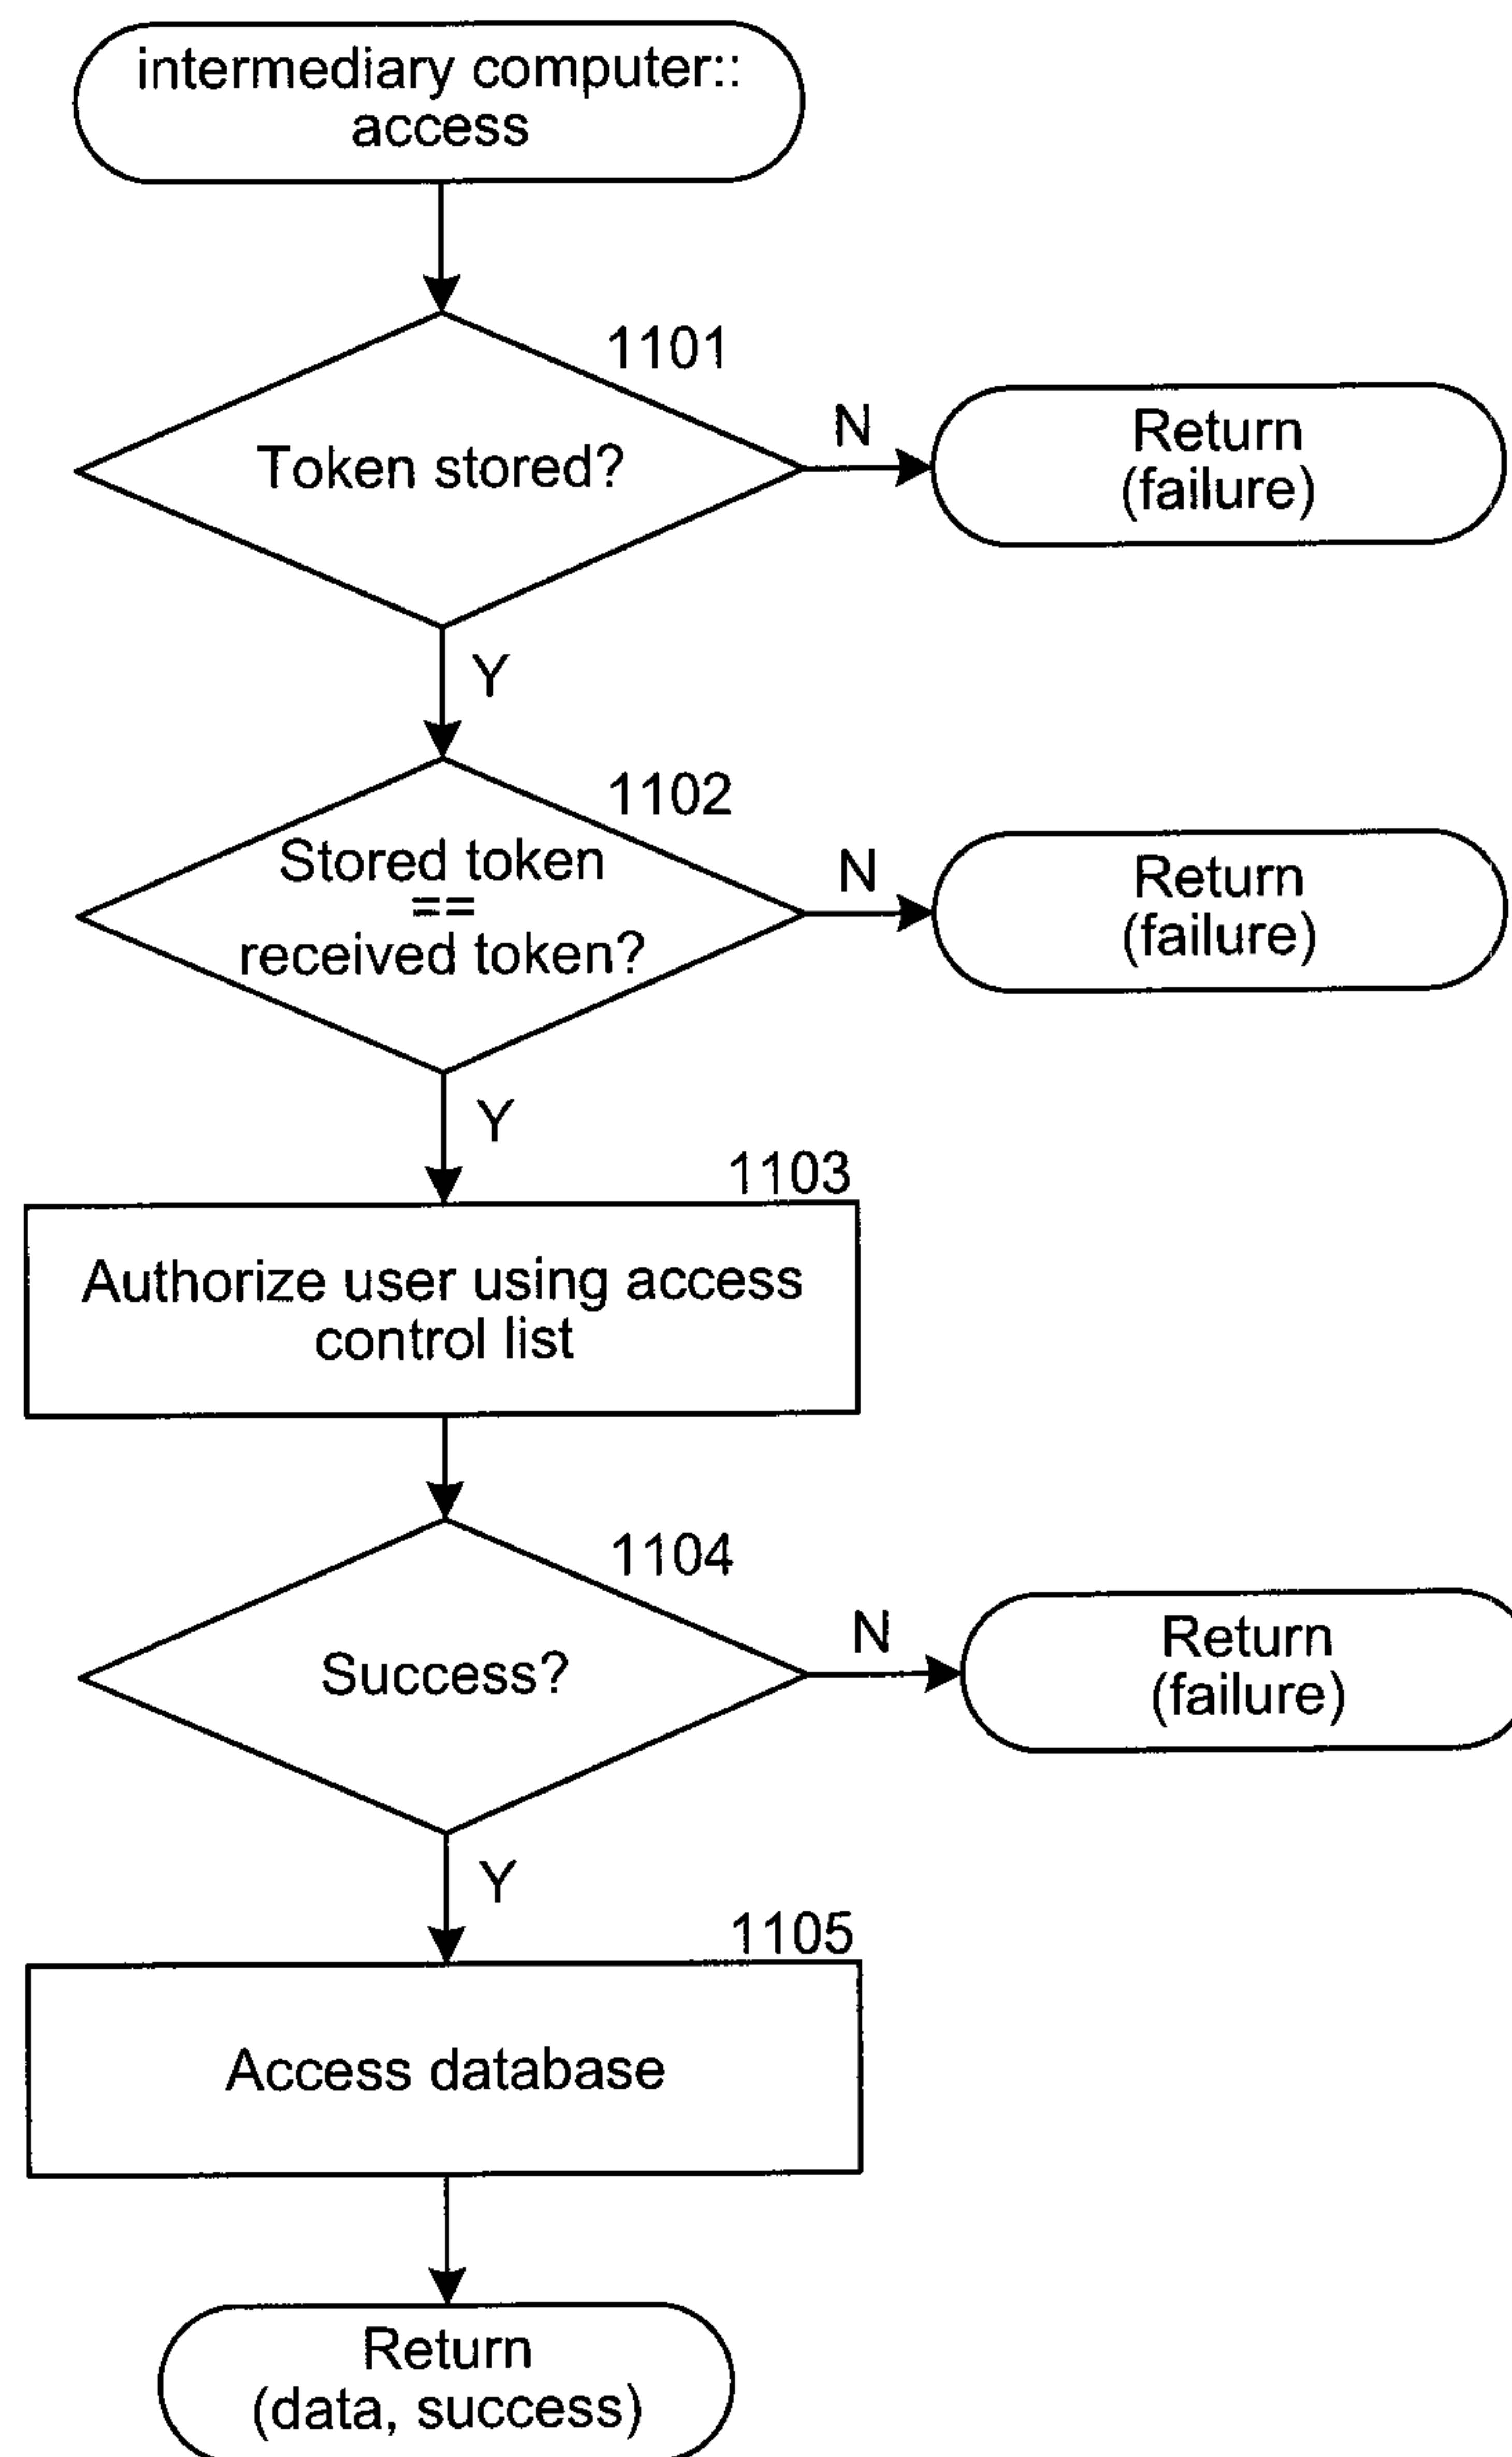 intermediary computer::
access
1101
Token stored?
N
Return
(failure)
Y
1102
Stored token
==
received token?
N
Return
(failure)
Y
1103
Authorize user using access
control list
1104
Success?
N
Return
(failure)
Y
1105
Access database
Return
(data, success)